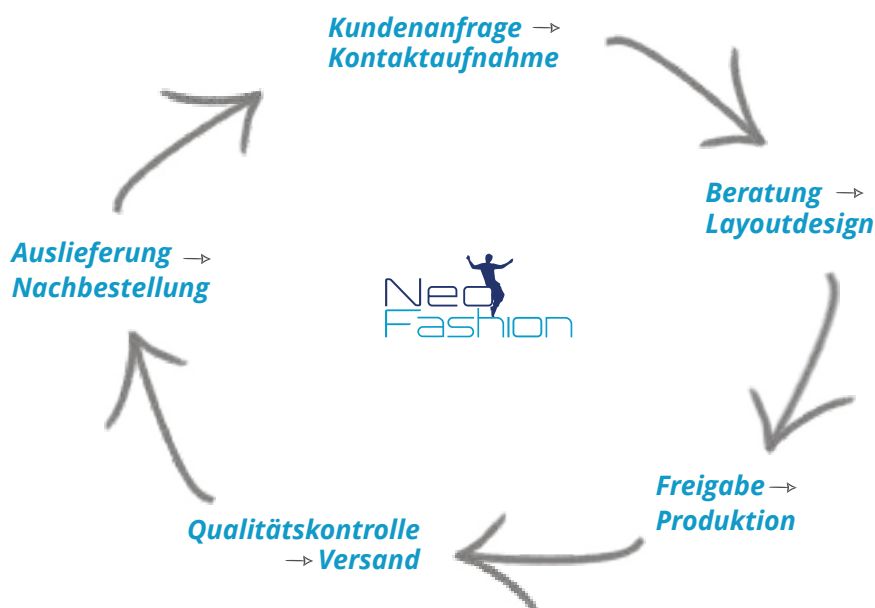 Kundenanfrage →
Kontaktaufnahme
Beratung →
Layoutdesign
Freigabe →
Produktion
Qualitätskontrolle
→ Versand
Auslieferung →
Nachbestellung
Neo
Fashion